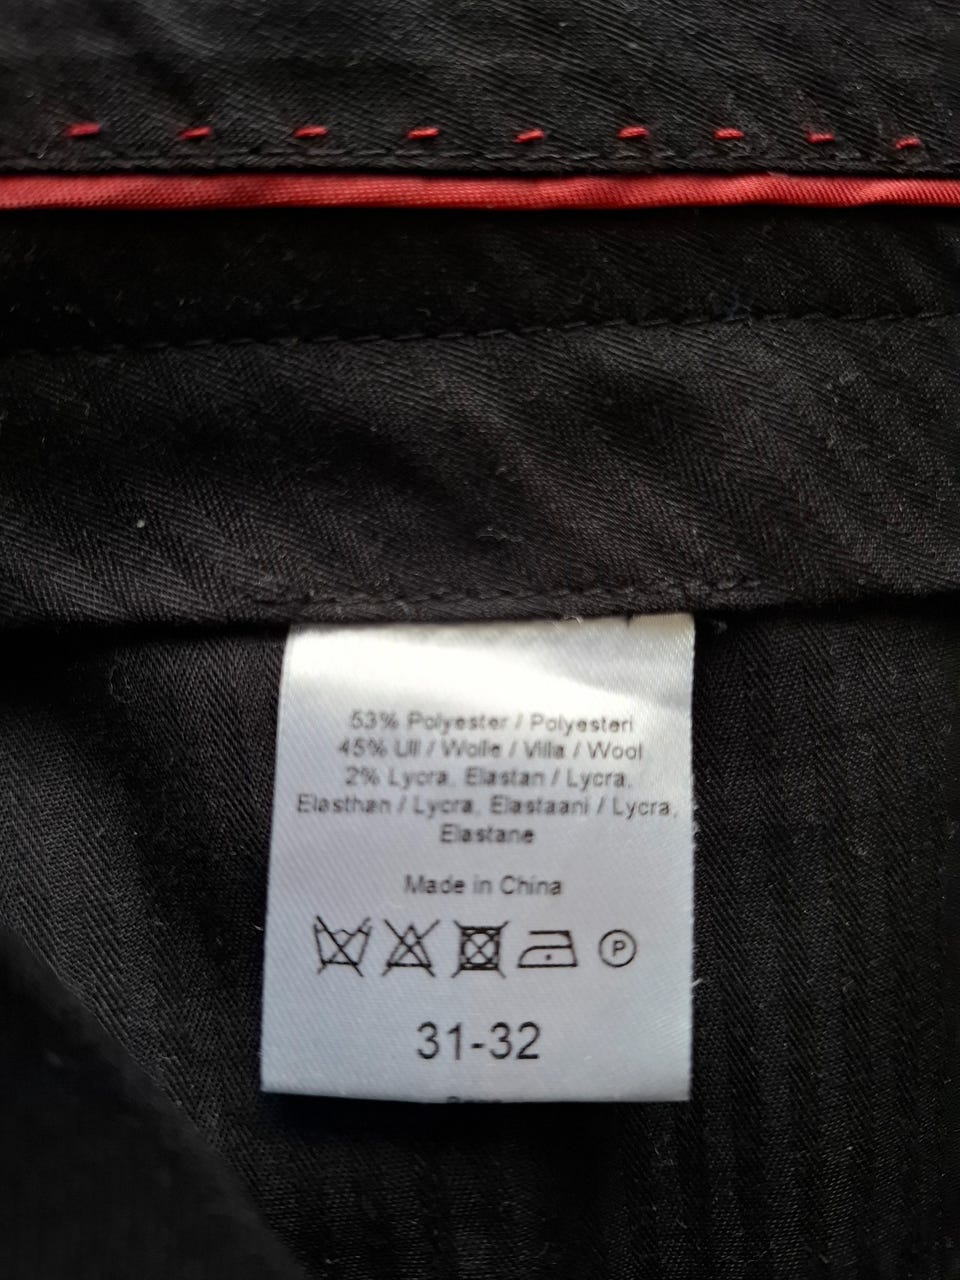 53% Polyester / Polyesteri
45% Ull / Wolle / Villa / Wool
2% Lycra, Elastan / Lycra,
Elasthan / Lycra, Elastaani / Lycra,
Elastane
Made in China
P
31-32